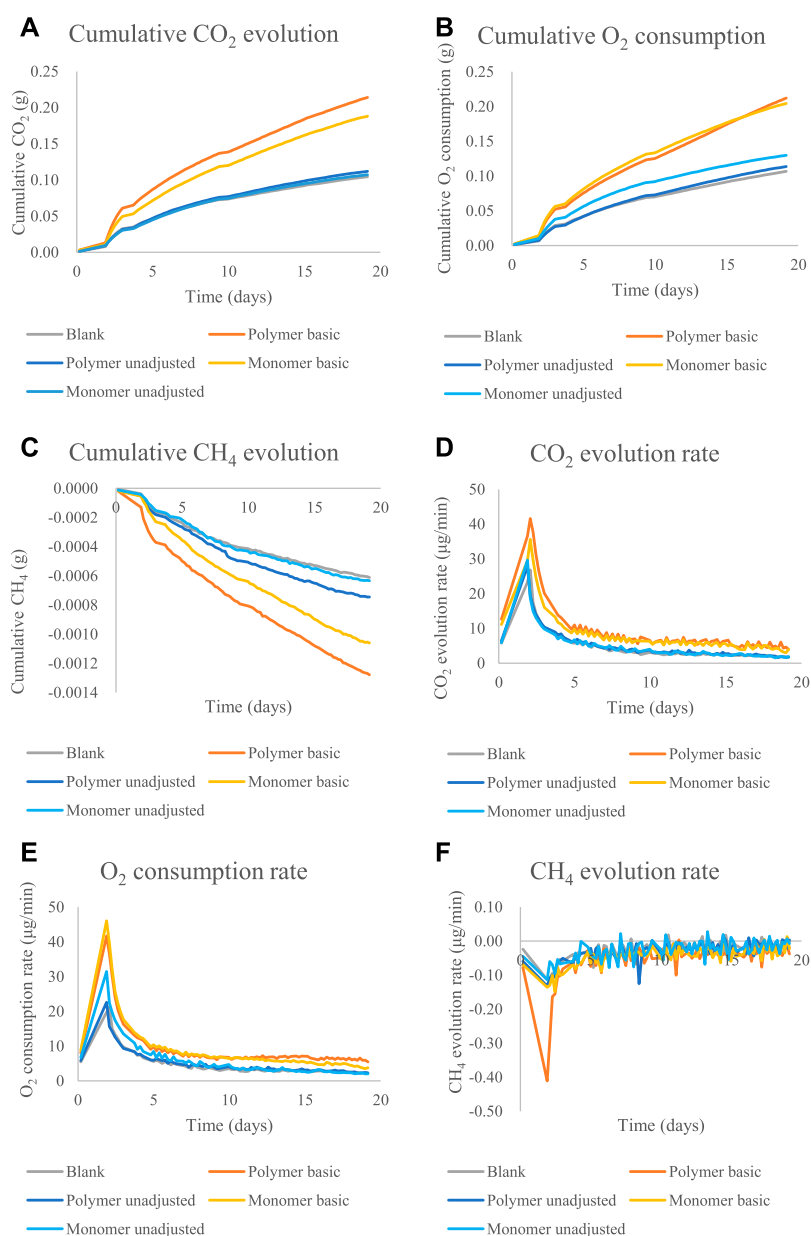 A
Cumulative CO2 evolution
Cumulative CO2 (g)
0.25
0.20
0.15
0.10
0.05
0.00
0 5 10 15 20
Time (days)
Blank Polymer basic
Polymer unadjusted Monomer basic
Monomer unadjusted
B
Cumulative O2 consumption
Cumulative O2 consumption (g)
0.25
0.20
0.15
0.10
0.05
0.00
0 5 10 15 20
Time (days)
Blank Polymer basic
Polymer unadjusted Monomer basic
Monomer unadjusted
C
Cumulative CH4 evolution
Cumulative CH4 (g)
0.0000
-0.0002
-0.0004
-0.0006
-0.0008
-0.0010
-0.0012
-0.0014
0 5 10 15 20
Time (days)
Blank Polymer basic
Polymer unadjusted Monomer basic
Monomer unadjusted
D
CO2 evolution rate
CO2 evolution rate (µg/min)
50
40
30
20
10
0
0 5 10 15 20
Time (days)
Blank Polymer basic
Polymer unadjusted Monomer basic
Monomer unadjusted
E
O2 consumption rate
O2 consumption rate (µg/min)
50
40
30
20
10
0
0 5 10 15 20
Time (days)
Blank Polymer basic
Polymer unadjusted Monomer basic
Monomer unadjusted
F
CH4 evolution rate
CH4 evolution rate (µg/min)
0.10
0.00
-0.10
-0.20
-0.30
-0.40
-0.50
0 5 10 15 20
Time (days)
Blank Polymer basic
Polymer unadjusted Monomer basic
Monomer unadjusted